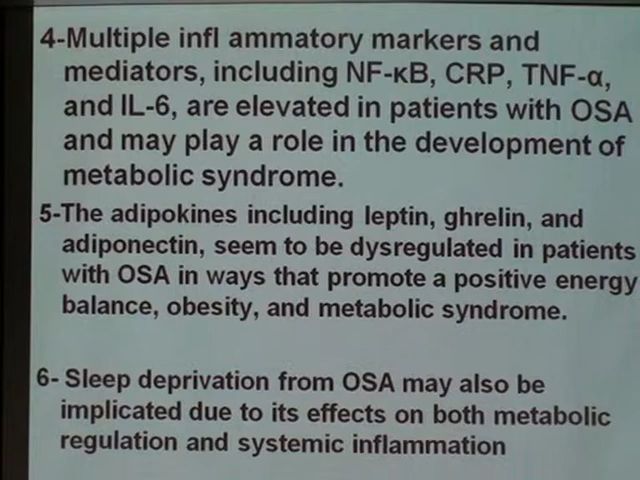 4-Multiple infl ammatory markers and
mediators, including NF-κB, CRP, TNF-α,
and IL-6, are elevated in patients with OSA
and may play a role in the development of
metabolic syndrome.
5-The adipokines including leptin, ghrelin, and
adiponectin, seem to be dysregulated in patients
with OSA in ways that promote a positive energy
balance, obesity, and metabolic syndrome.
6- Sleep deprivation from OSA may also be
implicated due to its effects on both metabolic
regulation and systemic inflammation